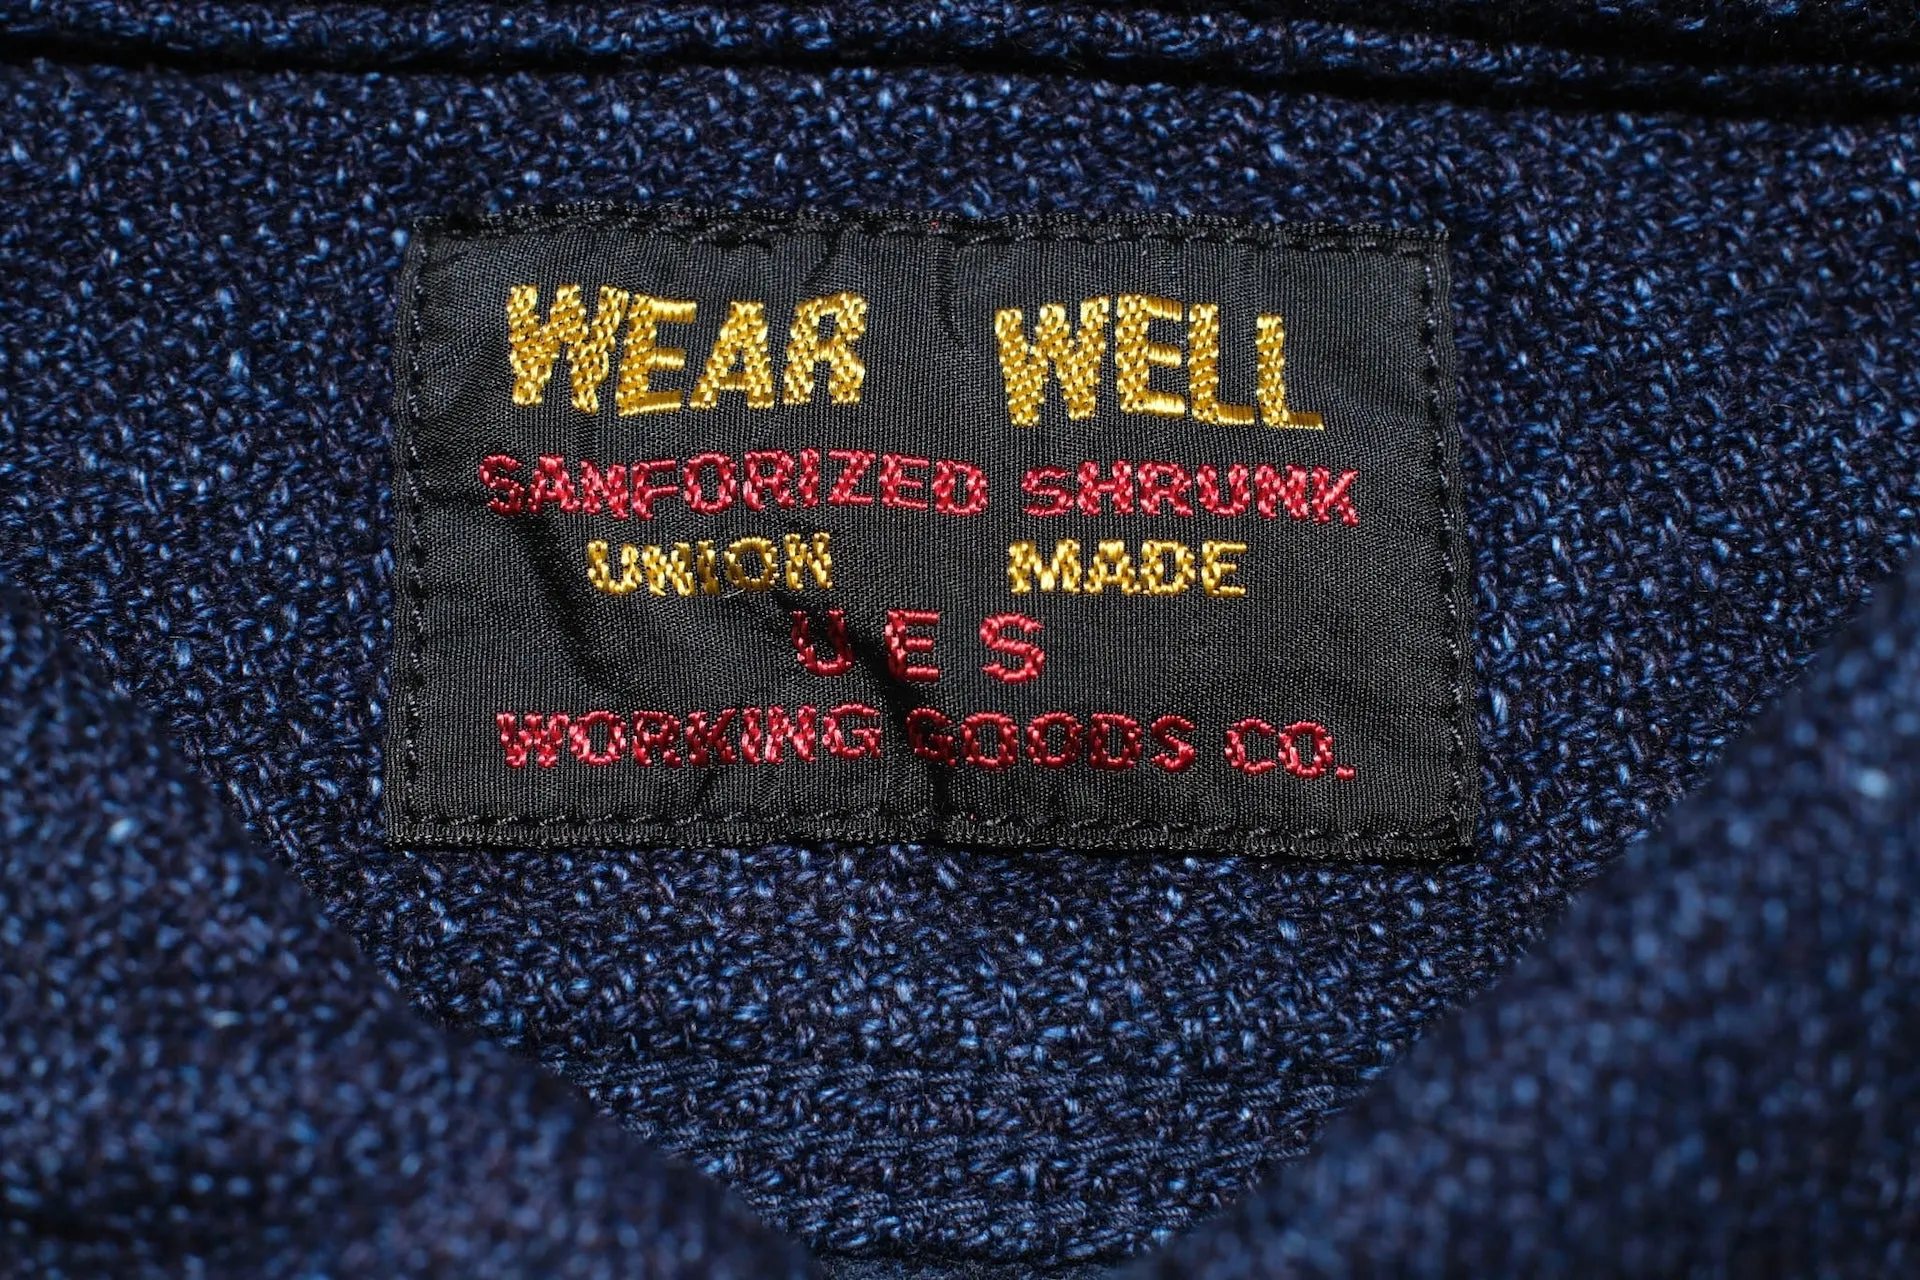 WEAR WELL
SANFORIZED SHRUNK
UNION MADE
U E S
WORKING GOODS CO.